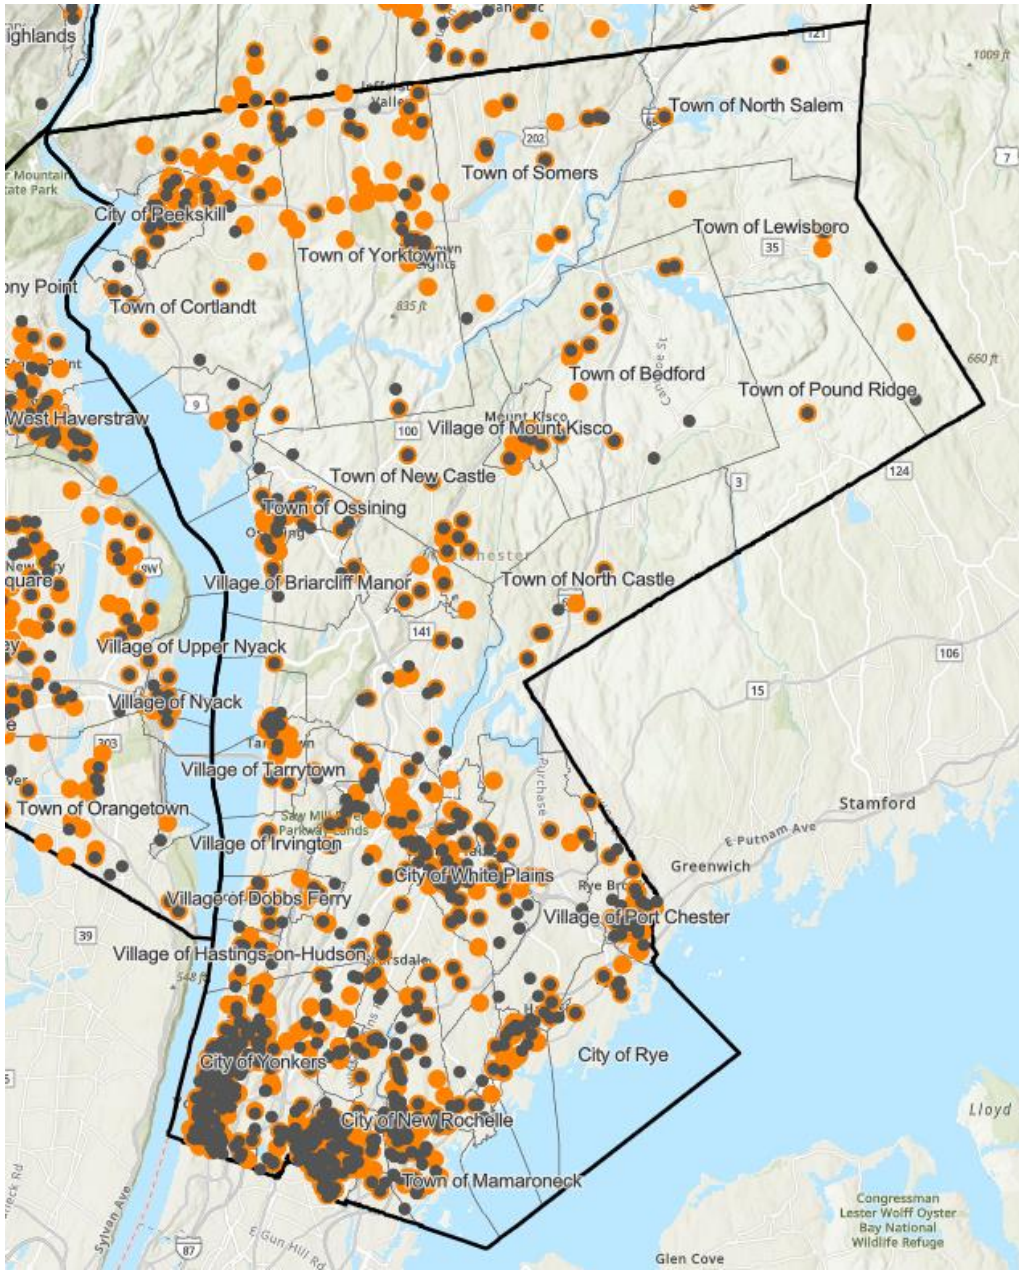 ighlands
121
1009 ft
Town of North Salem
202
7
Town of Somers
City of Peekskill
Town of Lewisboro
35
Town of Yorktown
ony Point
Town of Cortlandt
835 ft
660 ft
Town of Bedford
Town of Pound Ridge
9
West Haverstraw
Mount Kisco
100
Village of Mount Kisco
124
Town of New Castle
3
Town of Ossining
Town of North Castle
quare
Village of Briarcliff Manor
141
Village of Upper Nyack
106
15
Village of Nyack
303
Village of Tarrytown
Purchase
Town of Orangetown
Stamford
Village of Irvington
E Putnam Ave
Greenwich
City of White Plains
Village of Dobbs Ferry
Village of Port Chester
39
Village of Hastings-on-Hudson
548 ft
City of Rye
City of Yonkers
Lloyd
City of New Rochelle
Town of Mamaroneck
Congressman
Lester Wolff Oyster
Bay National
Wildlife Refuge
Sylvan Ave
E Gun Hill Rd
87
Glen Cove